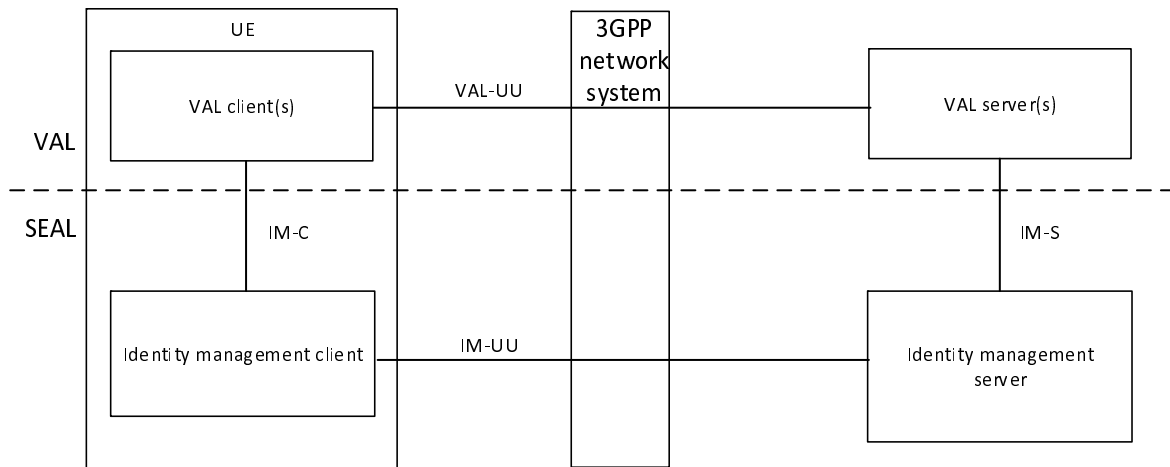 UE
3GPP
network
system
VAL client(s)
VAL-UU
VAL server(s)
VAL
SEAL
IM-C
IM-S
Identity management client
IM-UU
Identity management
server